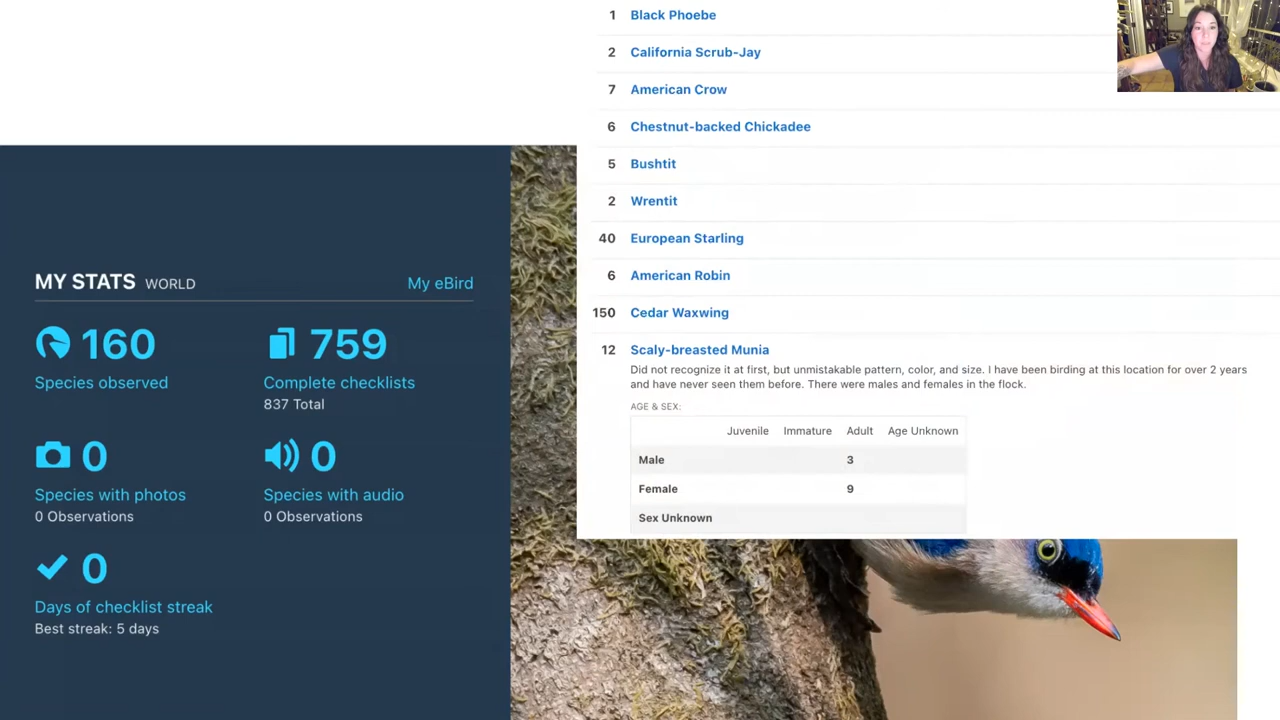 1 Black Phoebe
2 California Scrub-Jay
7 American Crow
6 Chestnut-backed Chickadee
5 Bushtit
2 Wrentit
40 European Starling
6 American Robin
150 Cedar Waxwing
12 Scaly-breasted Munia
Did not recognize it at first, but unmistakable pattern, color, and size. I have been birding at this location for over 2 years
and have never seen them before. There were males and females in the flock.
AGE & SEX:
Juvenile Immature Adult Age Unknown
Male 3
Female 9
Sex Unknown
MY STATS WORLD My eBird
160 759
Species observed Complete checklists
837 Total
0 0
Species with photos Species with audio
0 Observations 0 Observations
0
Days of checklist streak
Best streak: 5 days